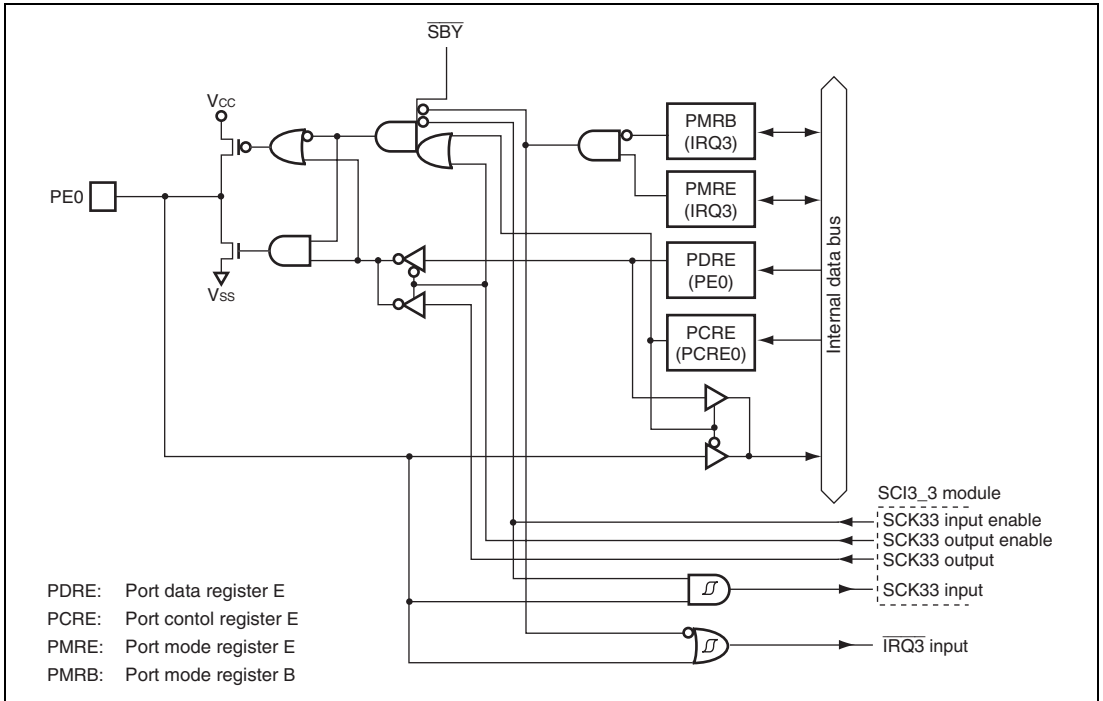 SBY
VCC
PE0
VSS
PMRB
(IRQ3)
PMRE
(IRQ3)
PDRE
(PE0)
PCRE
(PCRE0)
Internal data bus
SCI3_3 module
SCK33 input enable
SCK33 output enable
SCK33 output
SCK33 input
IRQ3 input
PDRE: Port data register E
PCRE: Port contol register E
PMRE: Port mode register E
PMRB: Port mode register B